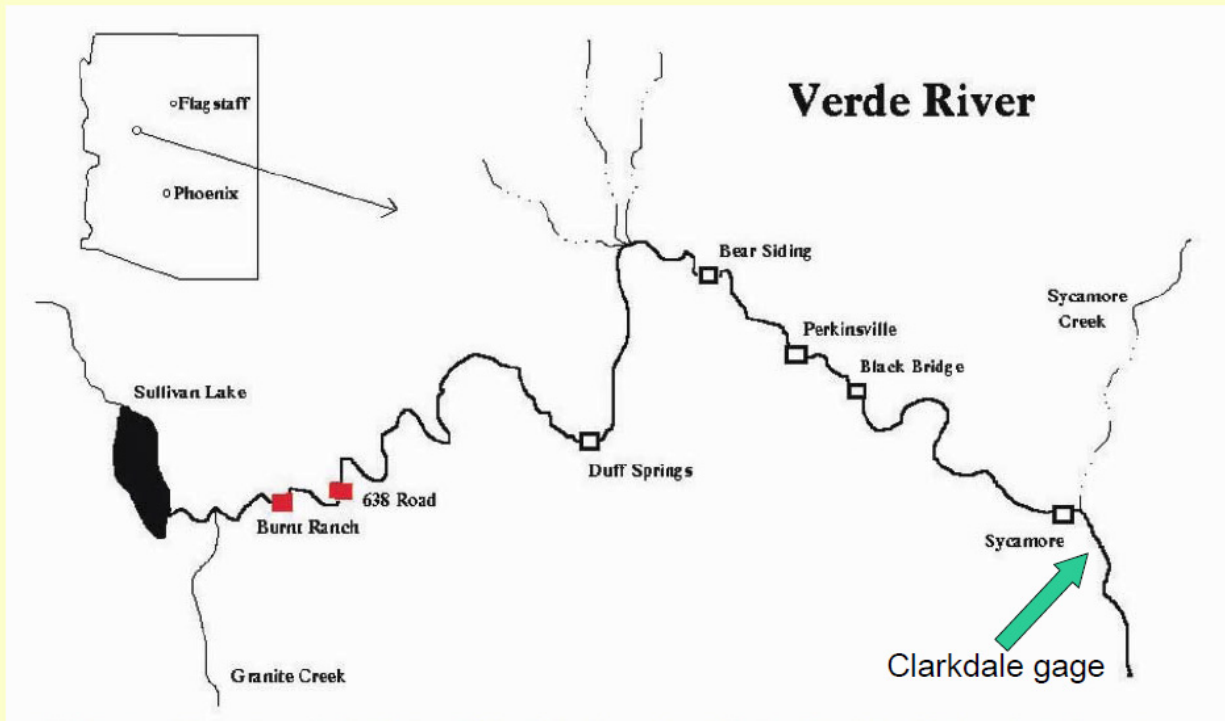 Verde River
Flagstaff
Phoenix
Bear Siding
Sycamore
Creek
Perkinsville
Black Bridge
Sullivan Lake
Duff Springs
638 Road
Burnt Ranch
Sycamore
Clarkdale gage
Granite Creek